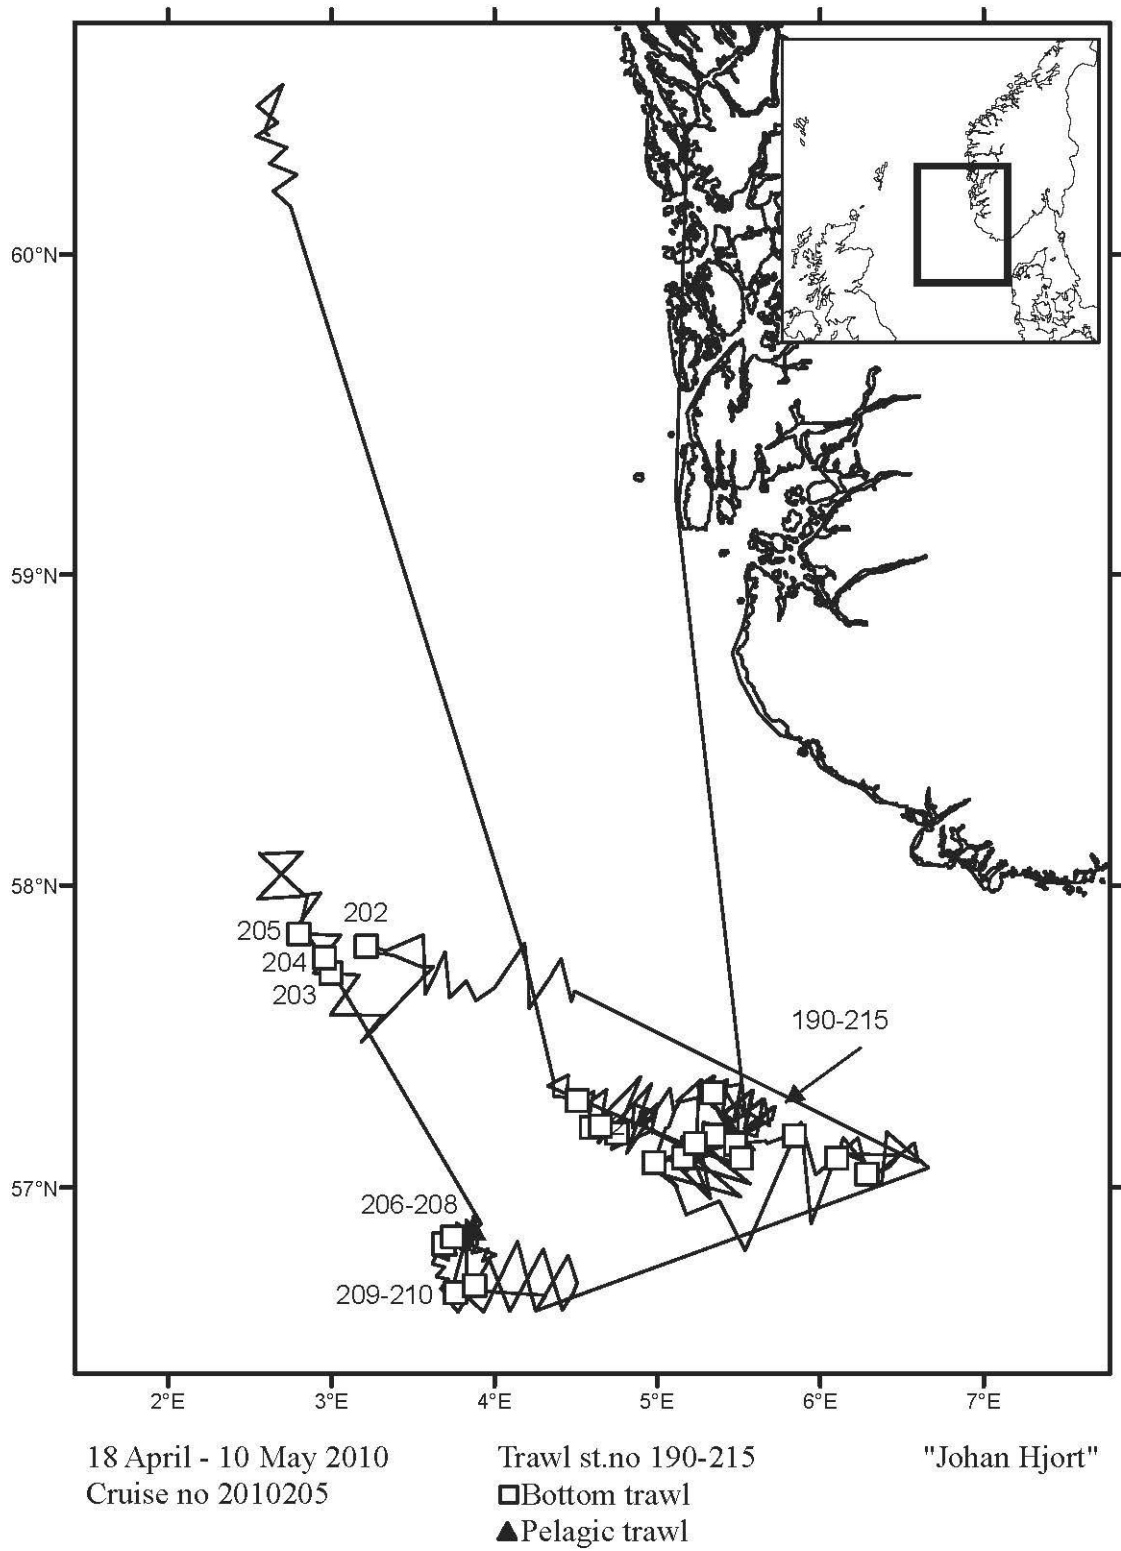 60°N
59°N
58°N
205
202
204
203
190-215
2
57°N
206-208
209-210
2°E
3°E
4°E
5°E
6°E
7°E
18 April - 10 May 2010
Trawl st.no 190-215
"Johan Hjort"
Cruise no 2010205
Bottom trawl
Pelagic trawl